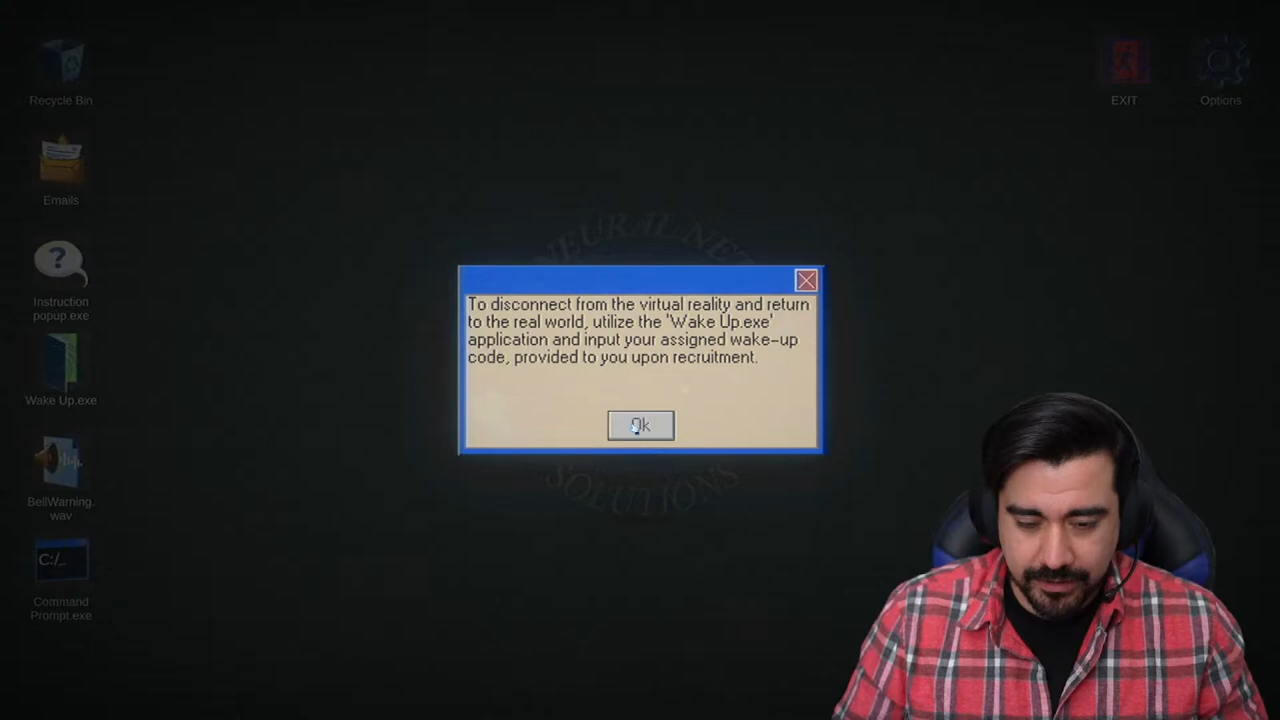 Recycle Bin
EXIT
Options
Emails
NEURAL NET
To disconnect from the virtual reality and return
to the real world, utilize the 'Wake Up.exe'
application and input your assigned wake-up
code, provided to you upon recruitment.
Instruction
popup.exe
Wake Up.exe
Ok
SOLUTIONS
BellWarning.
wav
C:/_
Command
Prompt.exe